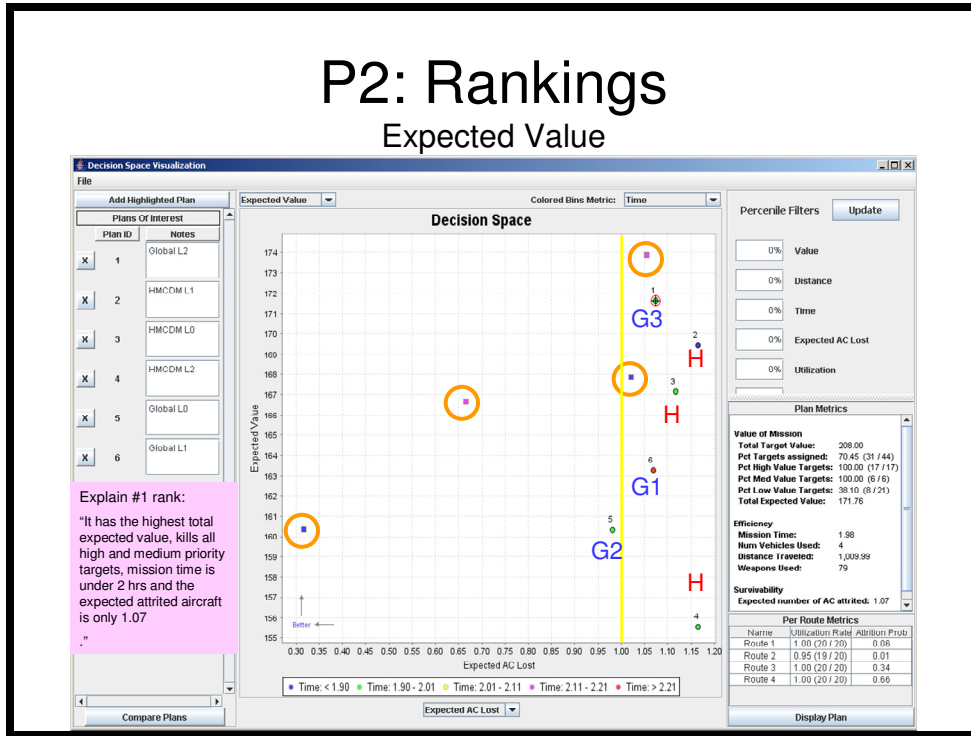 P2: Rankings
Expected Value
Decision Space Visualization
File
Add Highlighted Plan
Plans Of Interest
Plan ID Notes
X 1 Global L2
X 2 HMCDM L1
X 3 HMCDM L0
X 4 HMCDM L2
X 5 Global L0
X 6 Global L1
Explain #1 rank:
"It has the highest total
expected value, kills all
high and medium priority
targets, mission time is
under 2 hrs and the
expected attrited aircraft
is only 1.07
."
Compare Plans
Expected Value
Colored Bins Metric: Time
Decision Space
Expected Value
174
173
172
171
170
169
168
167
166
165
164
163
162
161
160
159
158
157
156
155
1
G3
2
H
3
H
6
G1
5
G2
H
4
Better
0.30 0.35 0.40 0.45 0.50 0.55 0.60 0.65 0.70 0.75 0.80 0.85 0.90 0.95 1.00 1.05 1.10 1.15 1.20
Expected AC Lost
Time: < 1.90 Time: 1.90 - 2.01 Time: 2.01 - 2.11 Time: 2.11 - 2.21 Time: > 2.21
Expected AC Lost
Percenile Filters Update
0% Value
0% Distance
0% Time
0% Expected AC Lost
0% Utilization
Plan Metrics
Value of Mission
Total Target Value: 208.00
Pct Targets assigned: 70.45 (31 / 44)
Pct High Value Targets: 100.00 (17 / 17)
Pct Med Value Targets: 100.00 (6 / 6)
Pct Low Value Targets: 38.10 (8 / 21)
Total Expected Value: 171.76
Efficiency
Mission Time: 1.98
Num Vehicles Used: 4
Distance Traveled: 1,009.99
Weapons Used: 79
Survivability
Expected number of AC attrited: 1.07
Per Route Metrics
Name Utilization Rate Attrition Prob
Route 1 1.00 (20 / 20) 0.06
Route 2 0.95 (19 / 20) 0.01
Route 3 1.00 (20 / 20) 0.34
Route 4 1.00 (20 / 20) 0.66
Display Plan